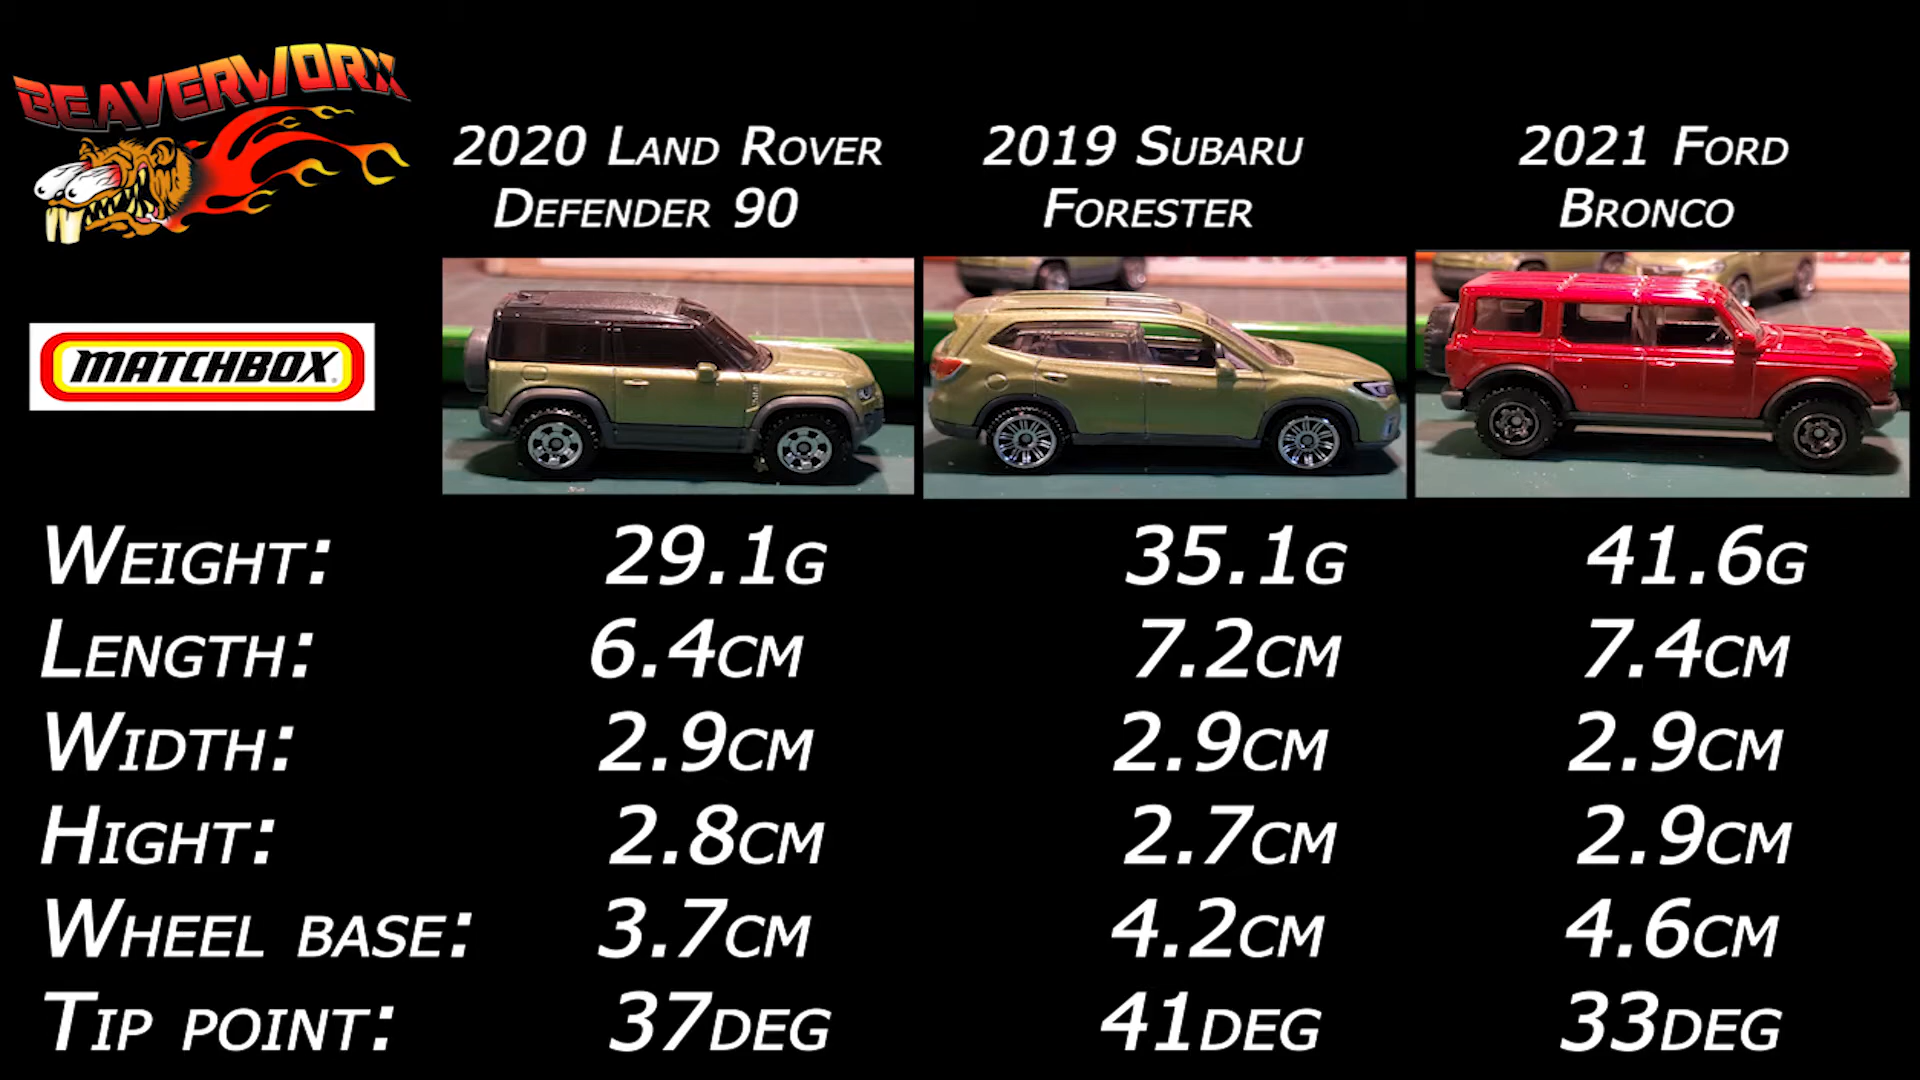 BEAVERWORX
2020 Land Rover Defender 90
2019 Subaru Forester
2021 Ford Bronco
MATCHBOX
Weight: 29.1g 35.1g 41.6g
Length: 6.4cm 7.2cm 7.4cm
Width: 2.9cm 2.9cm 2.9cm
Hight: 2.8cm 2.7cm 2.9cm
Wheel base: 3.7cm 4.2cm 4.6cm
Tip point: 37deg 41deg 33deg